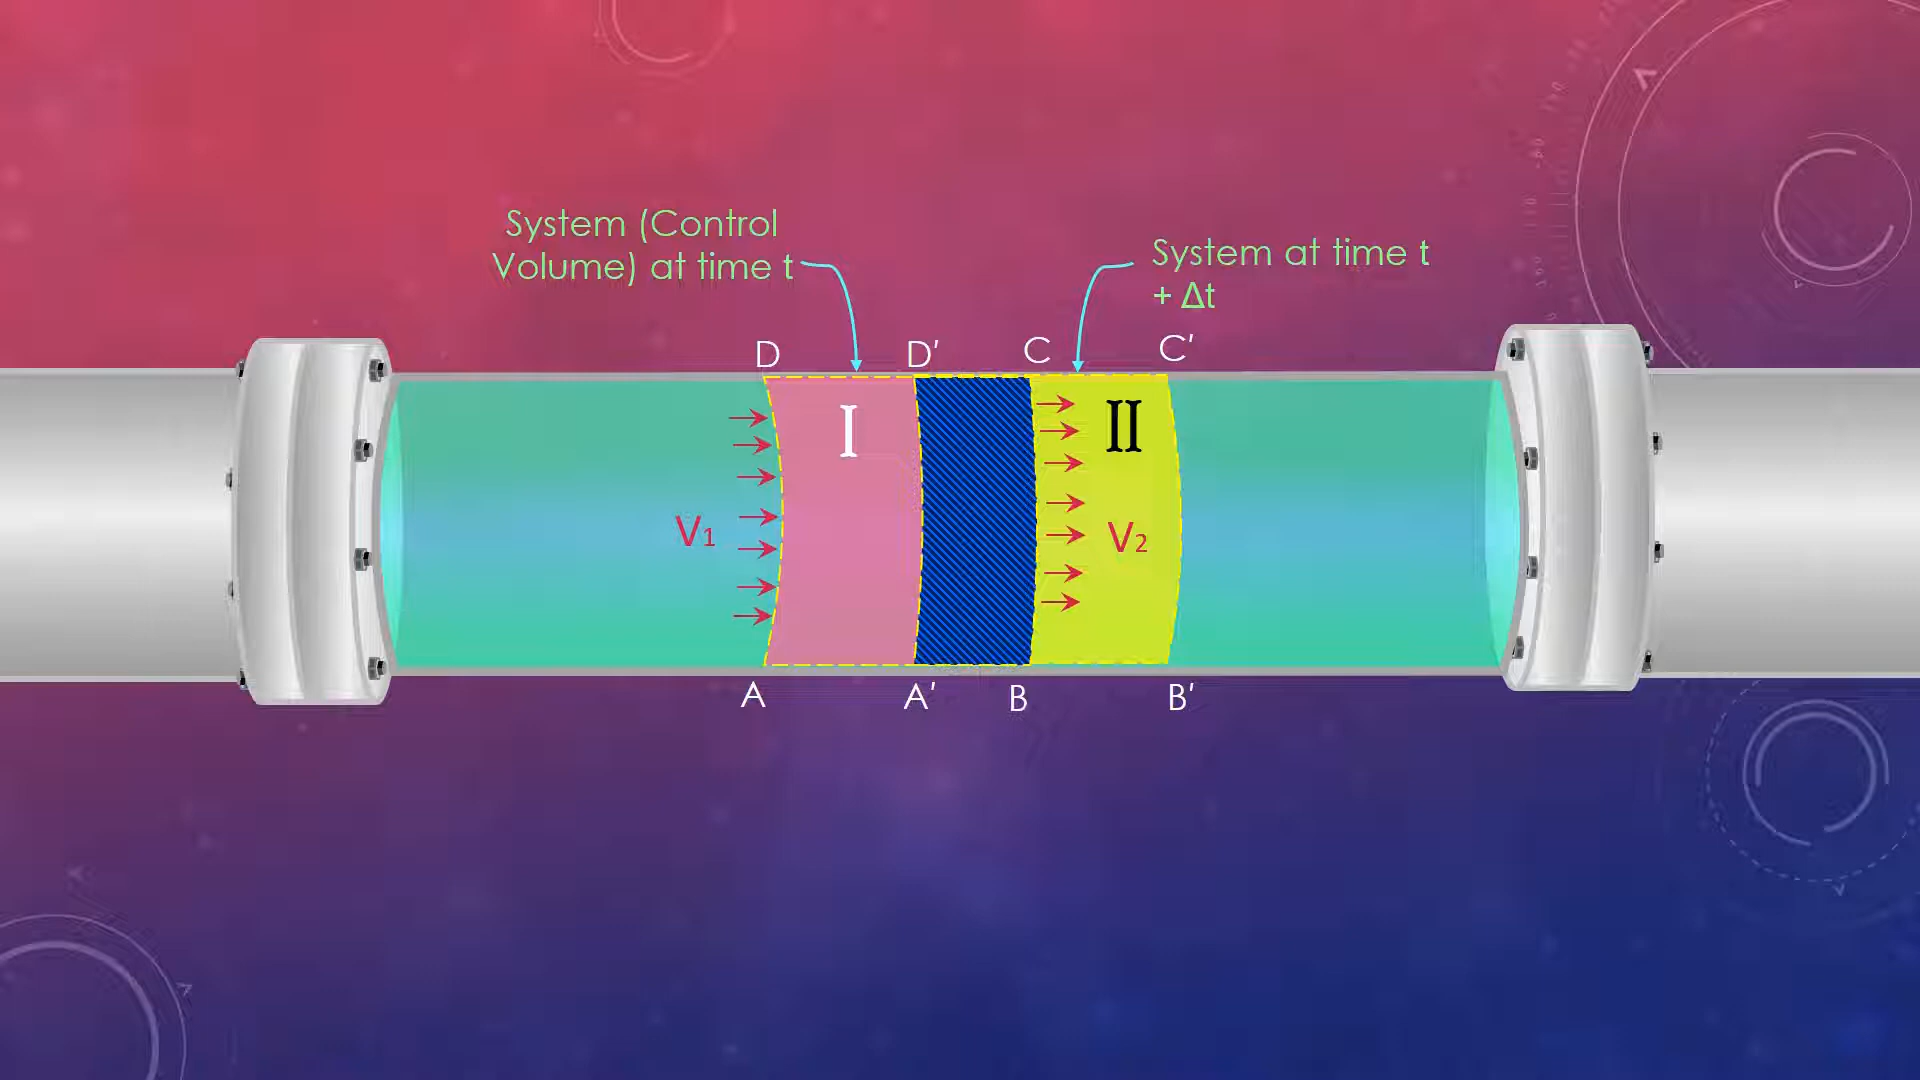 System (Control
Volume) at time t
System at time t
+ Δt
D
D′
C
C′
I
II
V1
V2
A
A′
B
B′